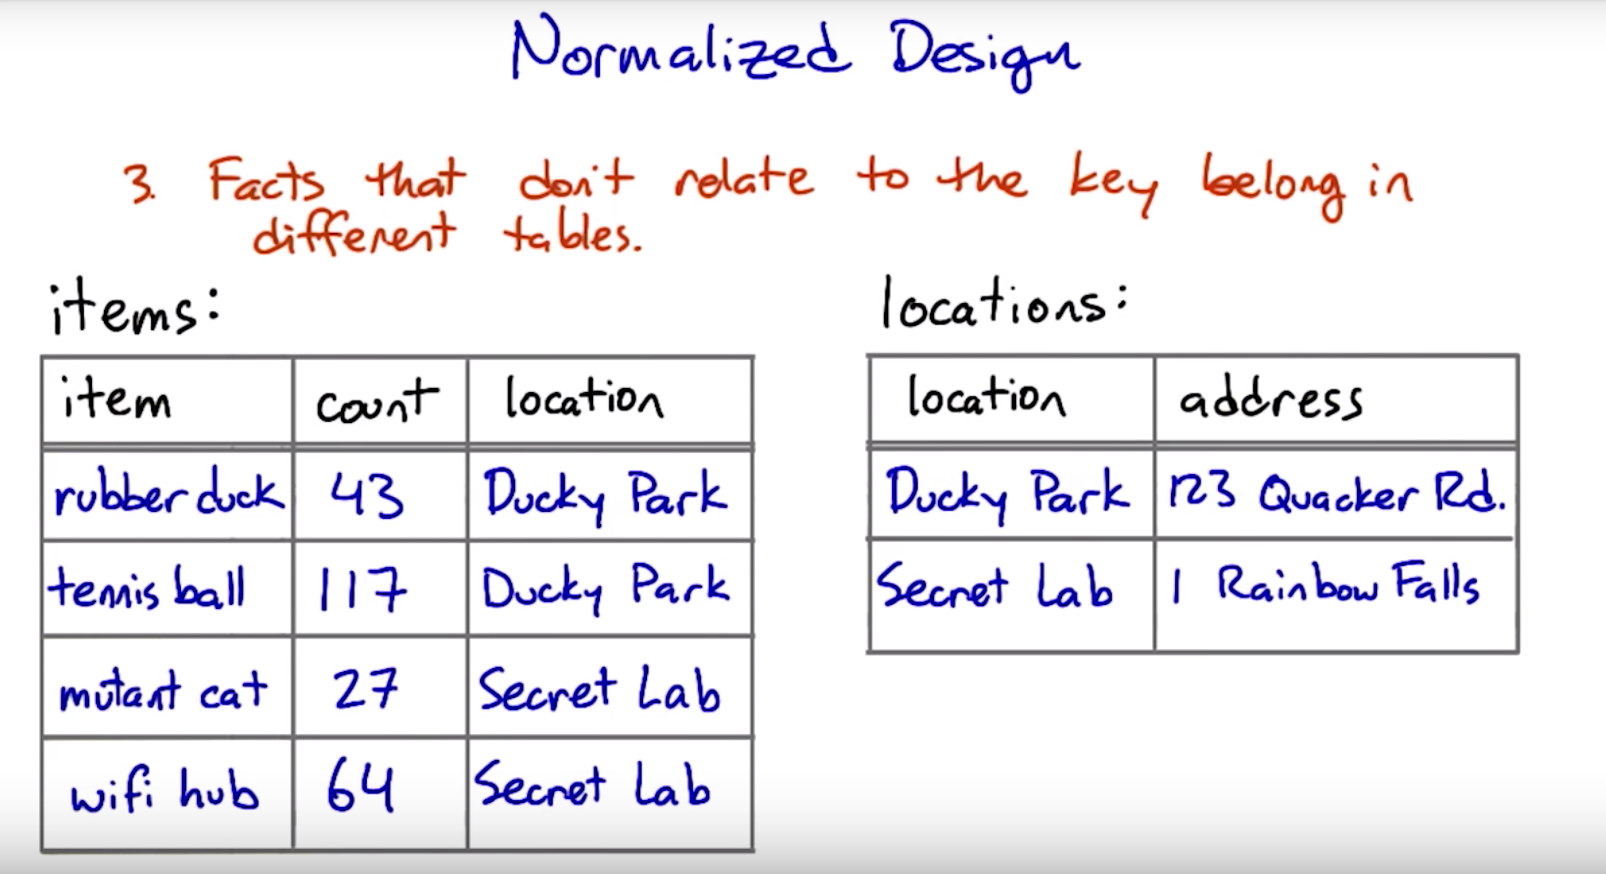 Normalized Design
3. Facts that don't relate to the key belong in
different tables.
items:
item count location
rubber duck 43 Ducky Park
tennis ball 117 Ducky Park
mutant cat 27 Secret Lab
wifi hub 64 Secret Lab
locations:
location address
Ducky Park 123 Quacker Rd.
Secret Lab 1 Rainbow Falls